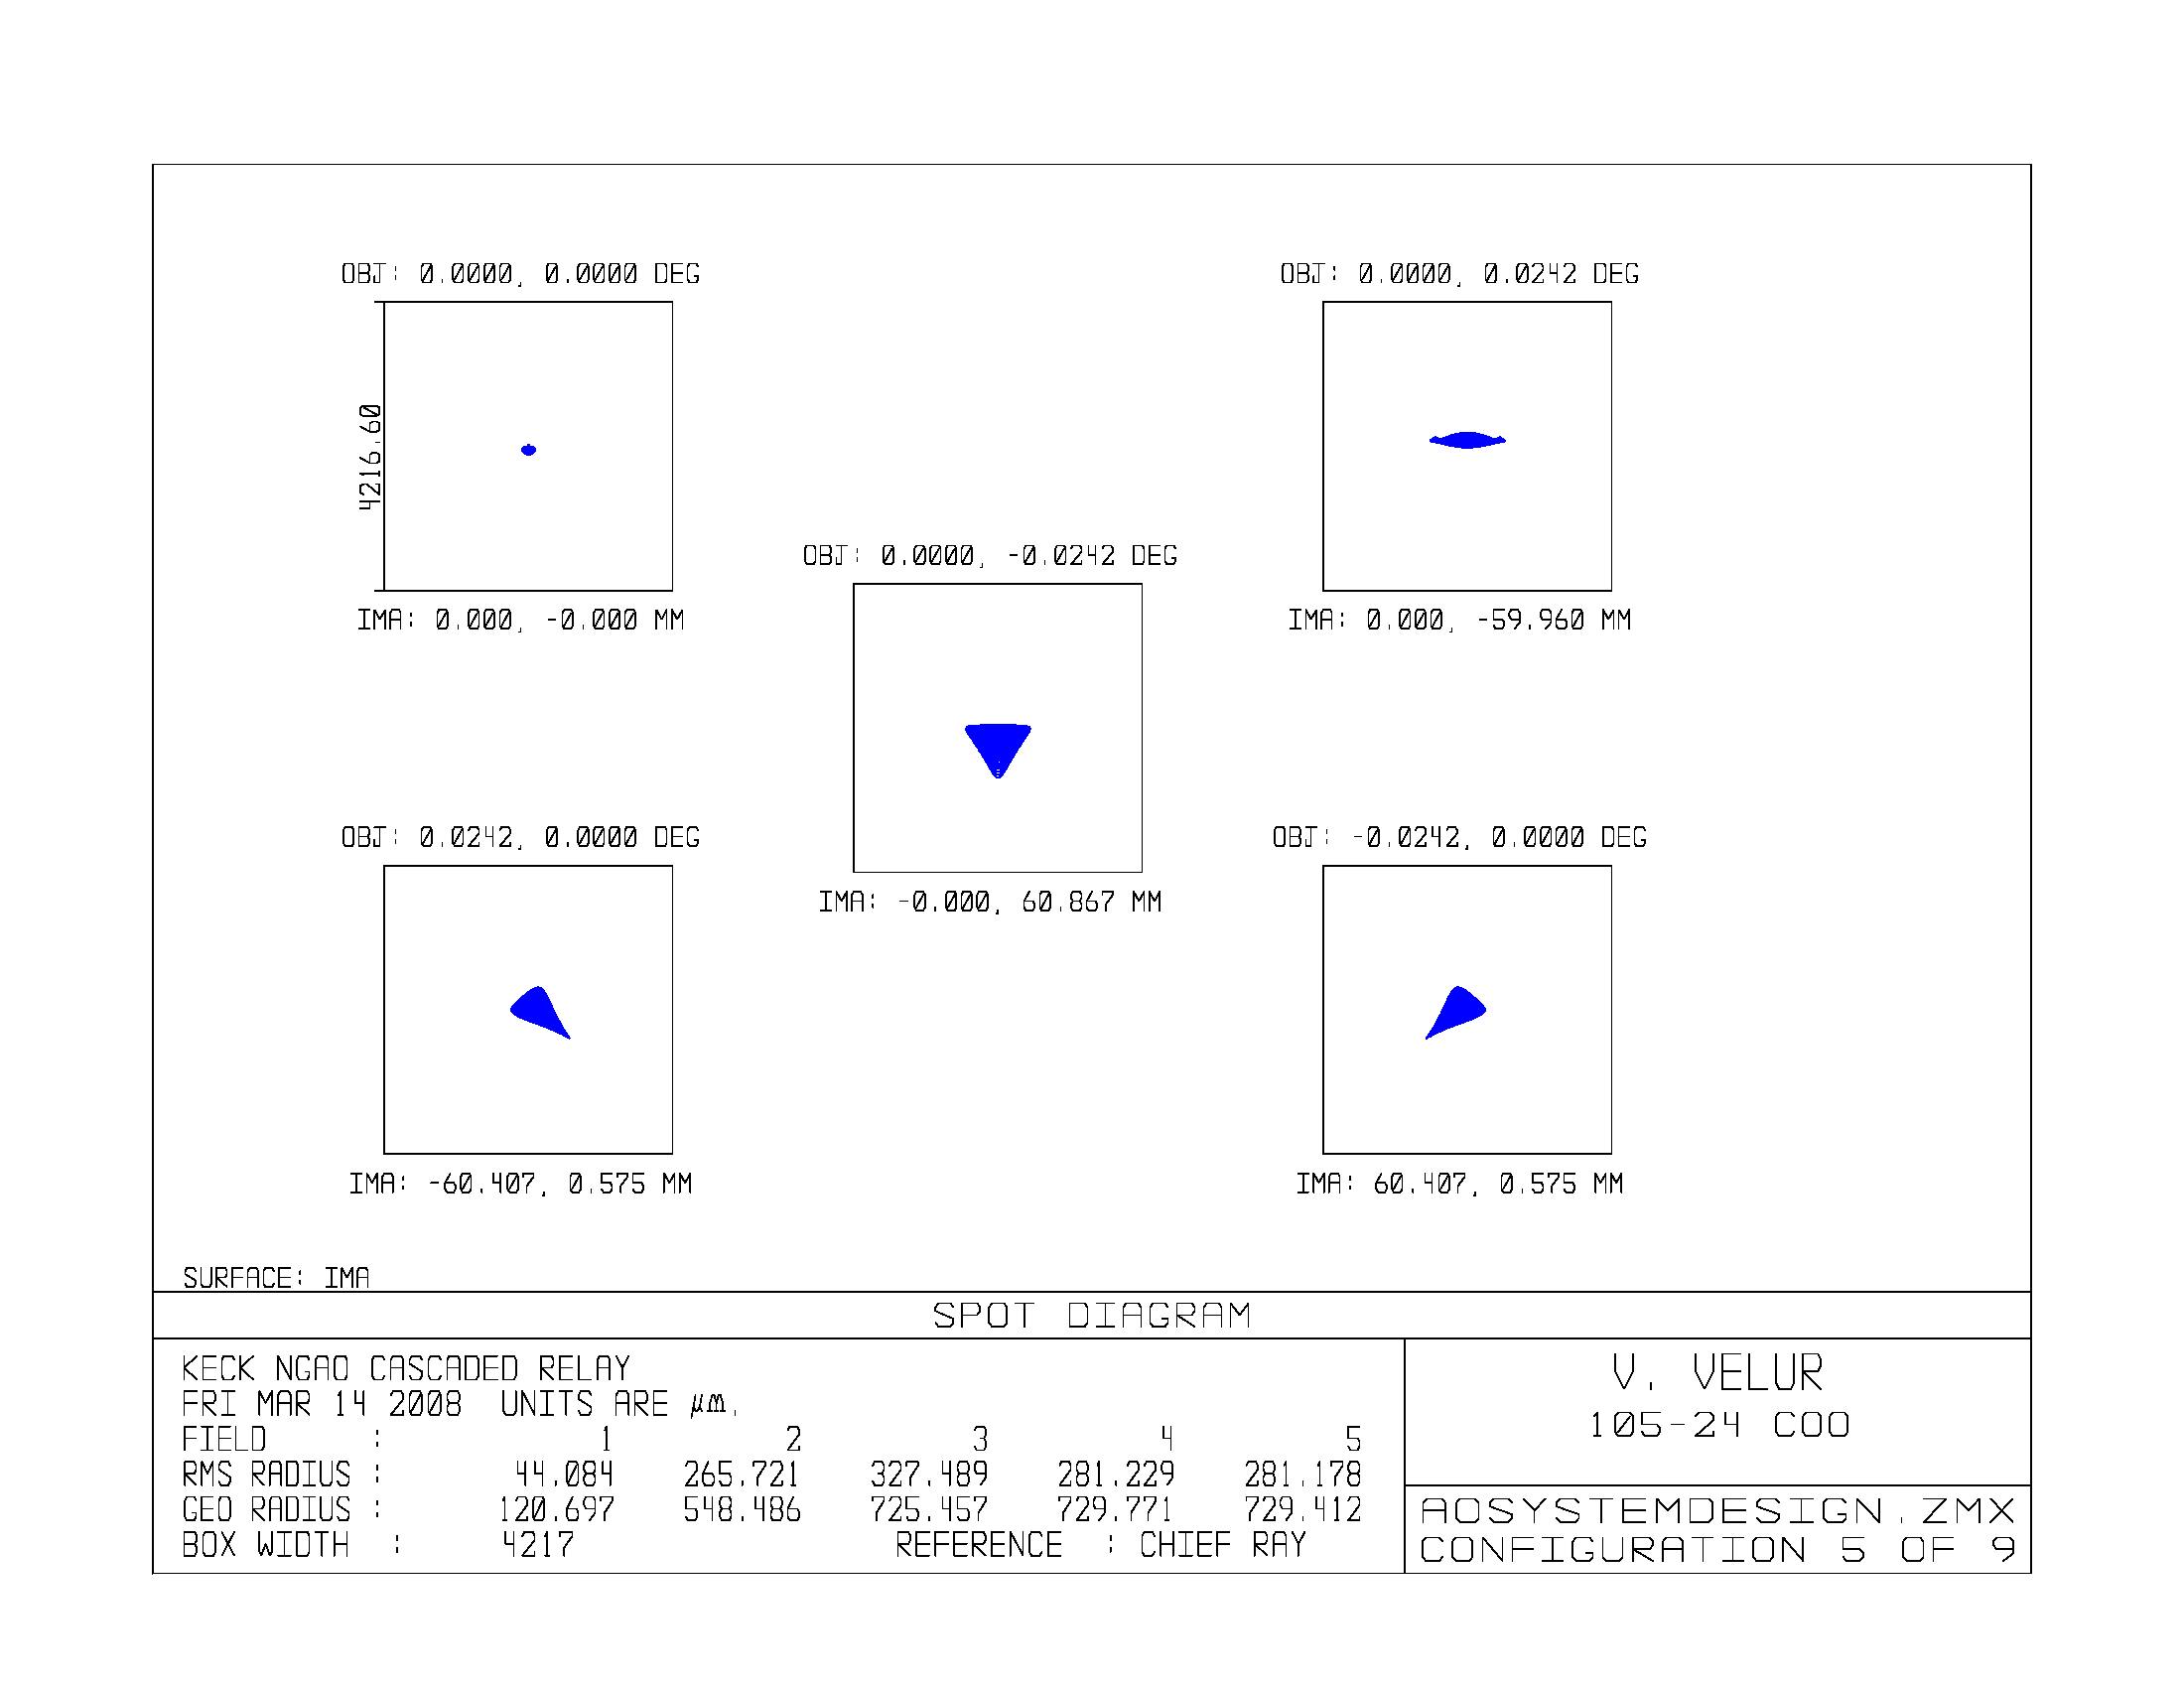 OBJ: 0.0000, 0.0000 DEG
OBJ: 0.0000, 0.0242 DEG
4216.60
IMA: 0.000, -0.000 MM
IMA: 0.000, -59.960 MM
OBJ: 0.0000, -0.0242 DEG
IMA: -0.000, 60.867 MM
OBJ: 0.0242, 0.0000 DEG
OBJ: -0.0242, 0.0000 DEG
IMA: -60.407, 0.575 MM
IMA: 60.407, 0.575 MM
SURFACE: IMA
SPOT DIAGRAM
KECK NGAO CASCADED RELAY
FRI MAR 14 2008 UNITS ARE µm.
FIELD : 1 2 3 4 5
RMS RADIUS : 44.084 265.721 327.489 281.229 281.178
GEO RADIUS : 120.697 548.486 725.457 729.771 729.412
BOX WIDTH : 4217 REFERENCE : CHIEF RAY
V. VELUR
105-24 COO
AOSYSTEMDESIGN.ZMX
CONFIGURATION 5 OF 9